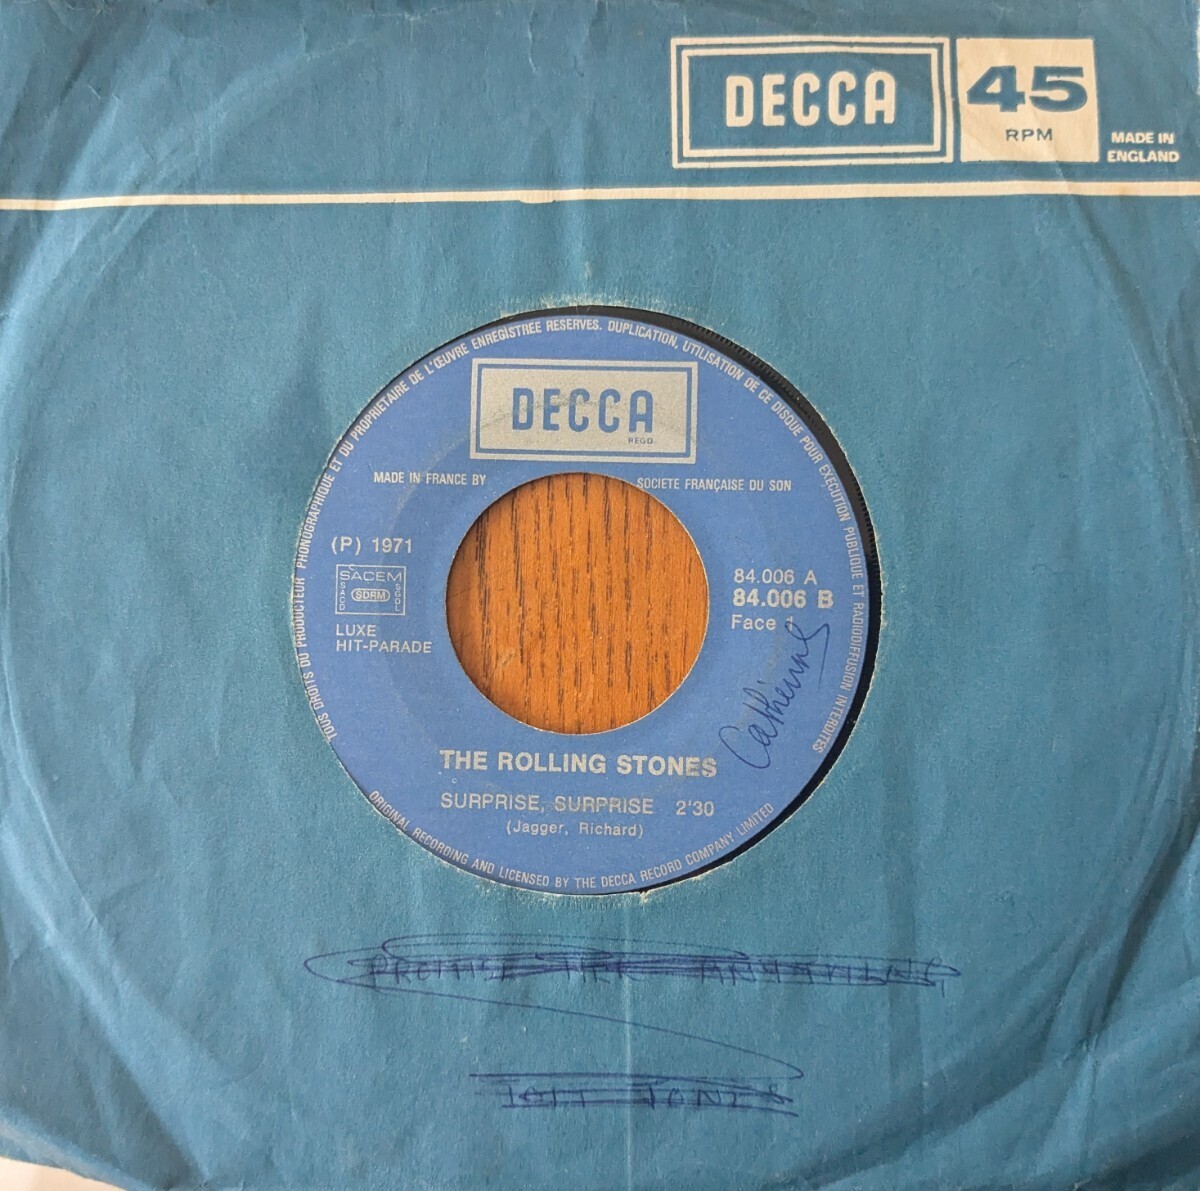 DECCA
45
RPM
MADE IN
ENGLAND
TOUS DROITS DU PRODUCTEUR PHONOGRAPHIQUE ET DU PROPRIETAIRE DE L'ŒUVRE ENREGISTREE RESERVES. DUPLICATION, UTILISATION DE CE DISQUE POUR EXECUTION PUBLIQUE ET RADIODIFFUSION INTERDITES
DECCA
REGD
MADE IN FRANCE BY
SOCIETE FRANÇAISE DU SON
(P) 1971
SACEM
SACD
SDRM
SGDL
LUXE
HIT-PARADE
84.006 A
84.006 B
Face 1
THE ROLLING STONES
SURPRISE, SURPRISE 2'30
(Jagger, Richard)
ORIGINAL RECORDING AND LICENSED BY THE DECCA RECORD COMPANY LIMITED